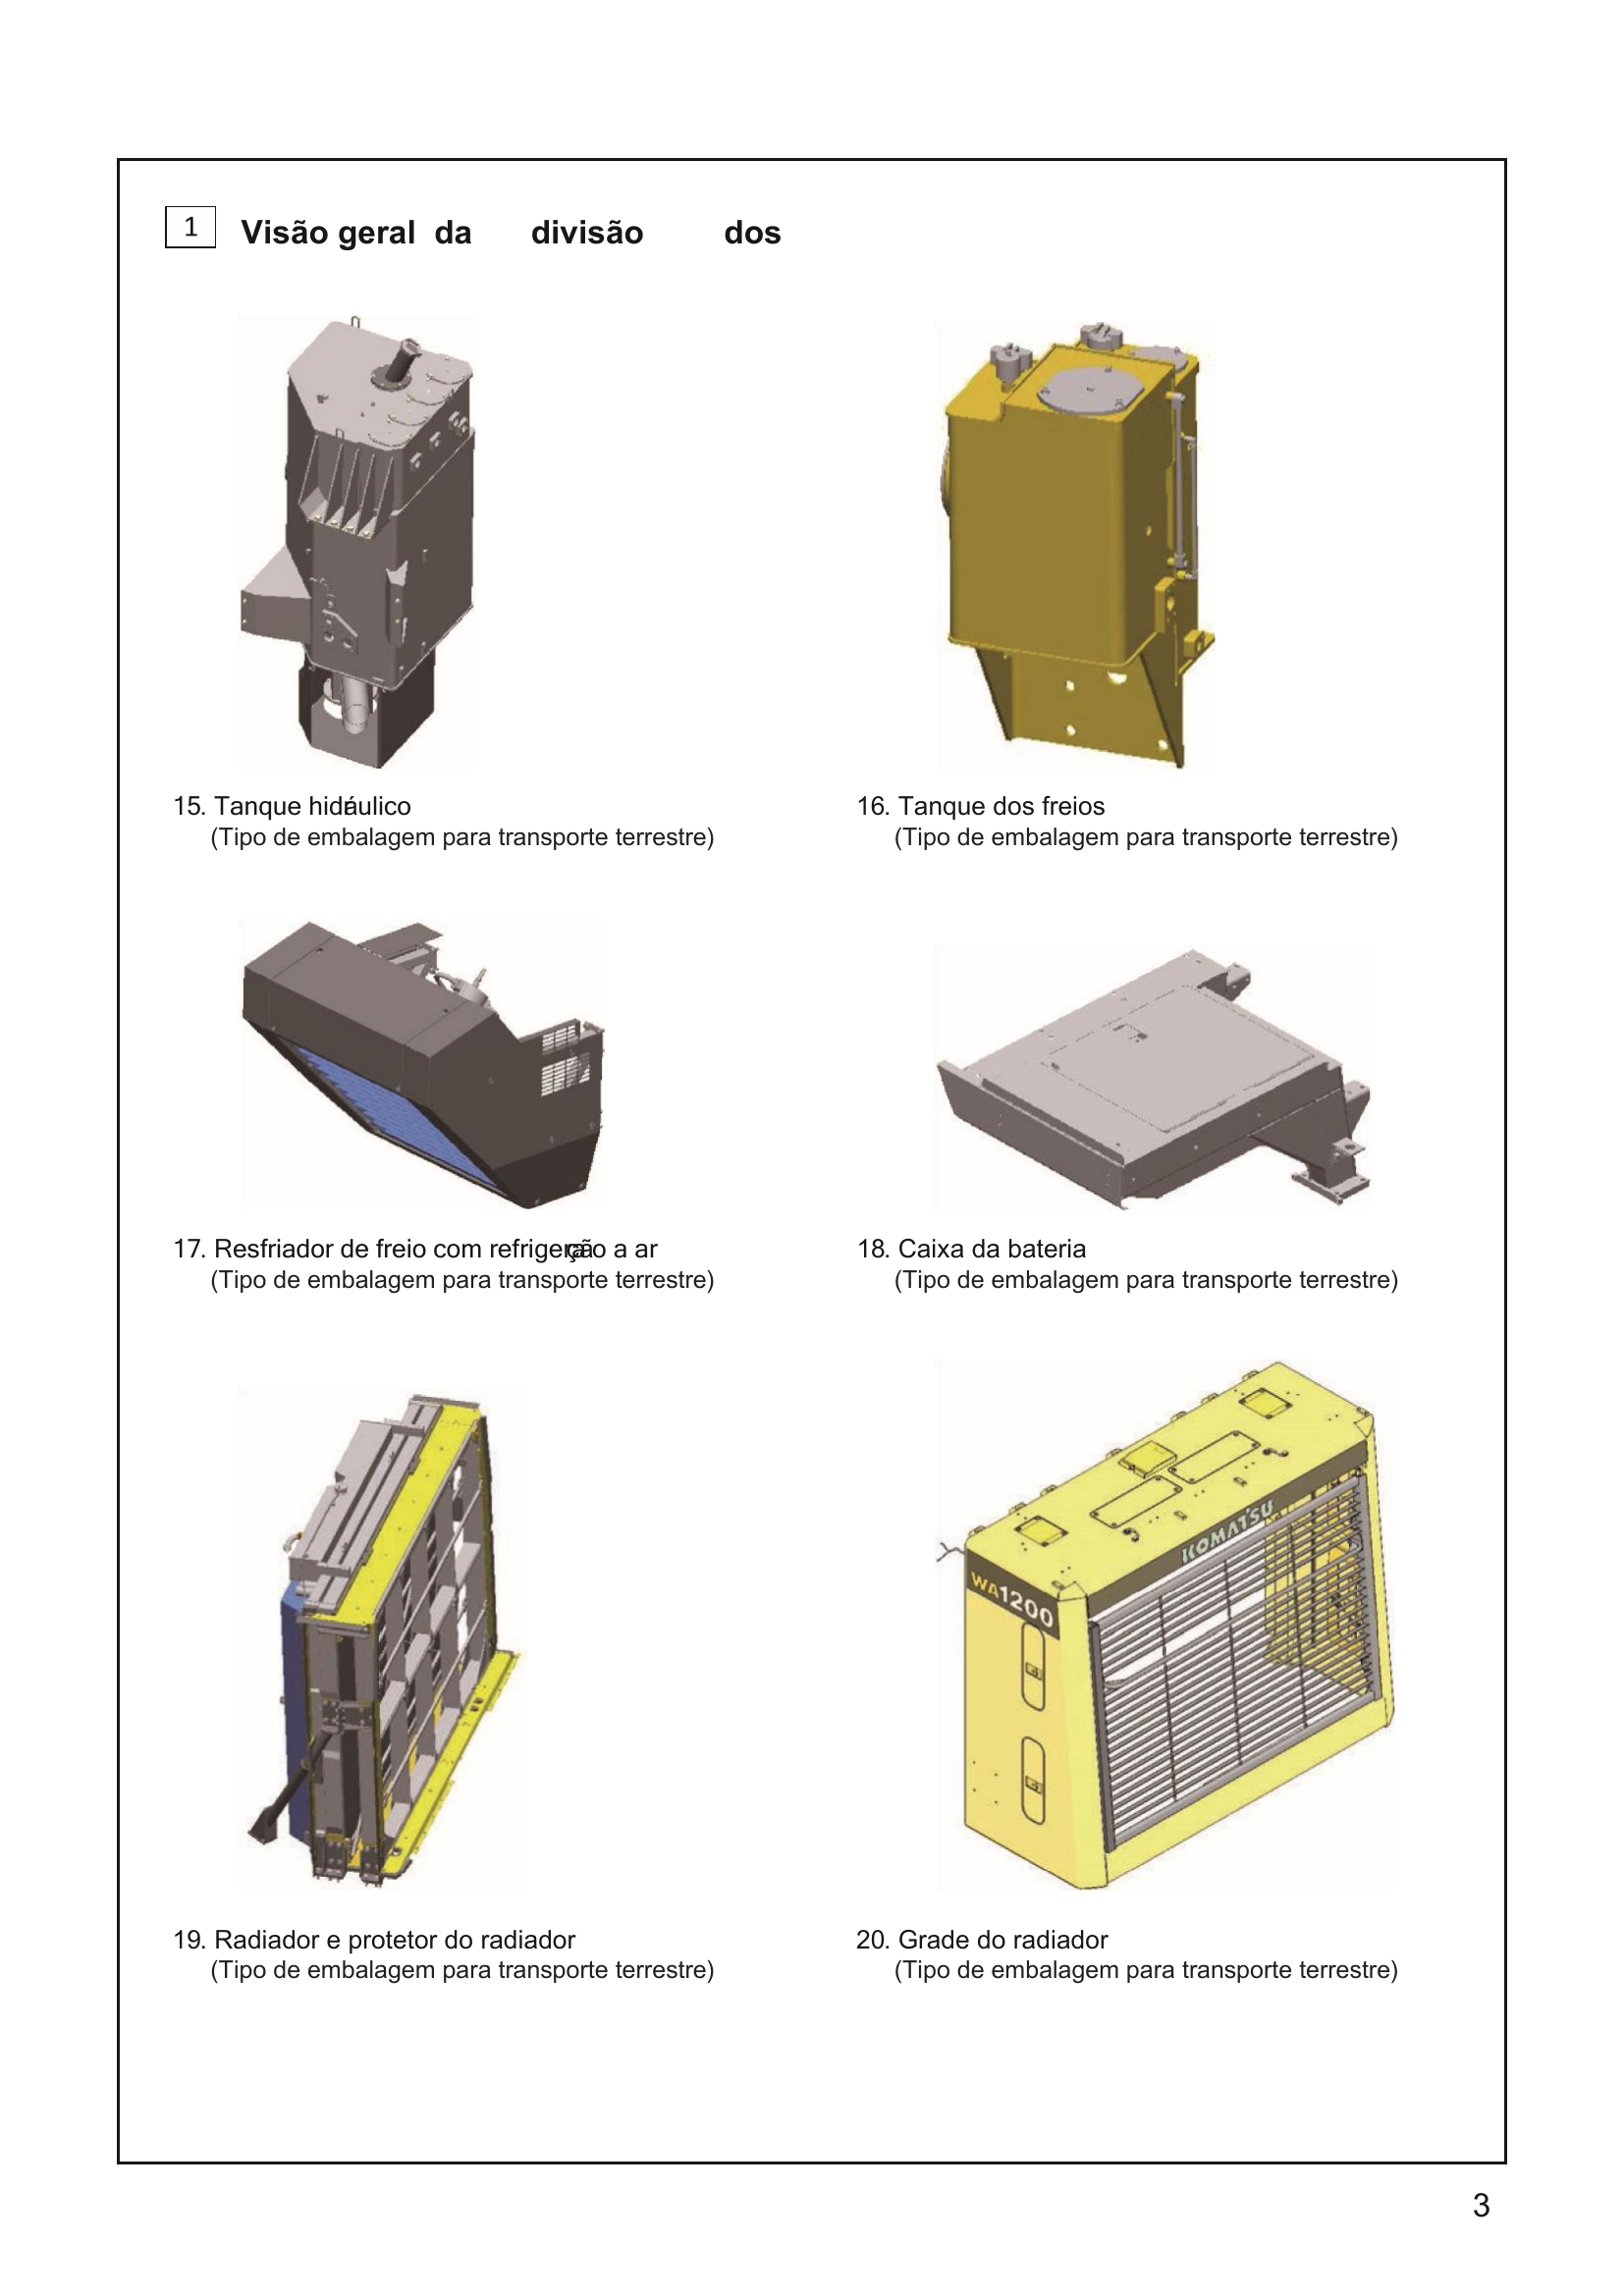 1 Visão geral da divisão dos
15. Tanque hidráulico
(Tipo de embalagem para transporte terrestre)
16. Tanque dos freios
(Tipo de embalagem para transporte terrestre)
17. Resfriador de freio com refrigeração a ar
(Tipo de embalagem para transporte terrestre)
18. Caixa da bateria
(Tipo de embalagem para transporte terrestre)
KOMATSU
WA1200
19. Radiador e protetor do radiador
(Tipo de embalagem para transporte terrestre)
20. Grade do radiador
(Tipo de embalagem para transporte terrestre)
3